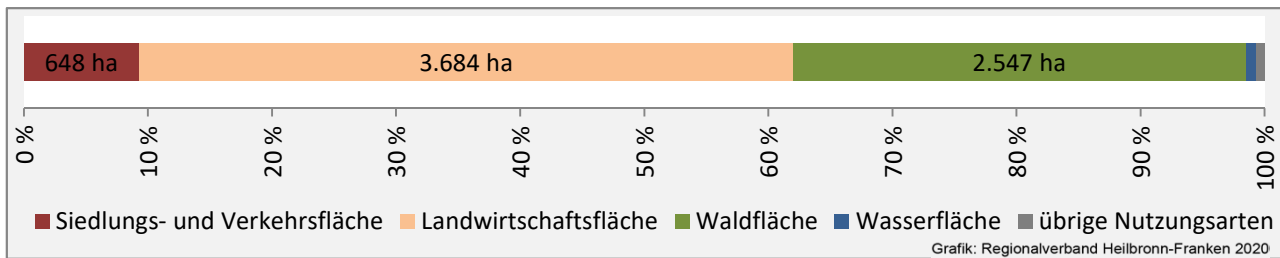 648 ha 3.684 ha 2.547 ha
0 % 10 % 20 % 30 % 40 % 50 % 60 % 70 % 80 % 90 % 100 %
Siedlungs- und Verkehrsfläche Landwirtschaftsfläche Waldfläche Wasserfläche übrige Nutzungsarten
Grafik: Regionalverband Heilbronn-Franken 2020